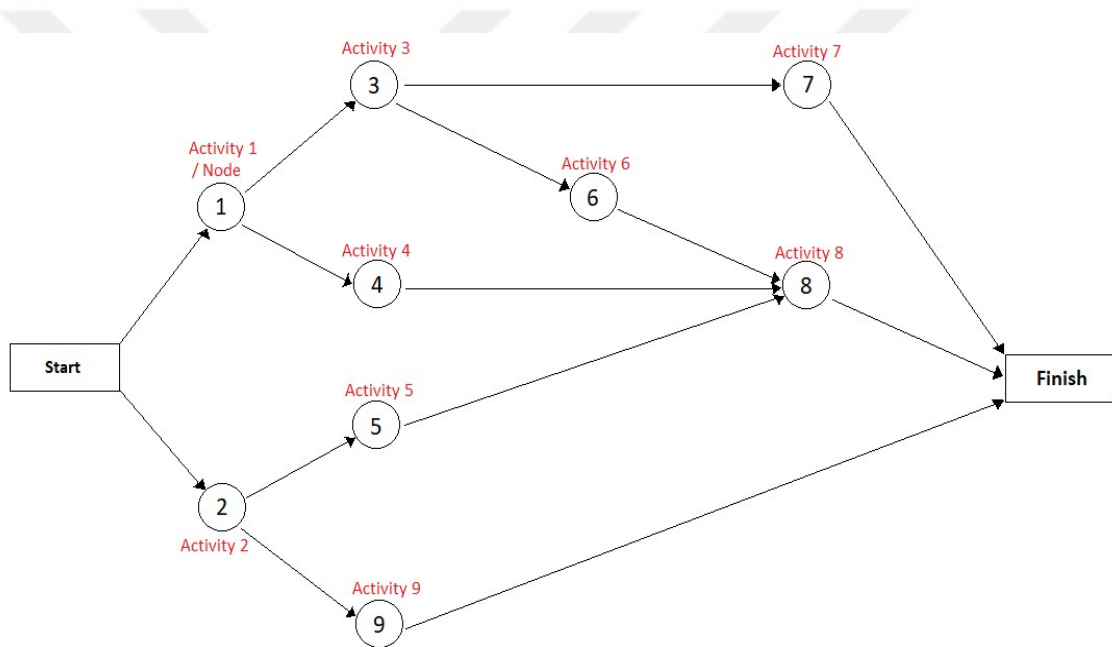 Activity 3
3
Activity 7
7
Activity 1
/ Node
1
Activity 6
6
Activity 4
4
Activity 8
8
Start
Finish
Activity 5
5
2
Activity 2
Activity 9
9